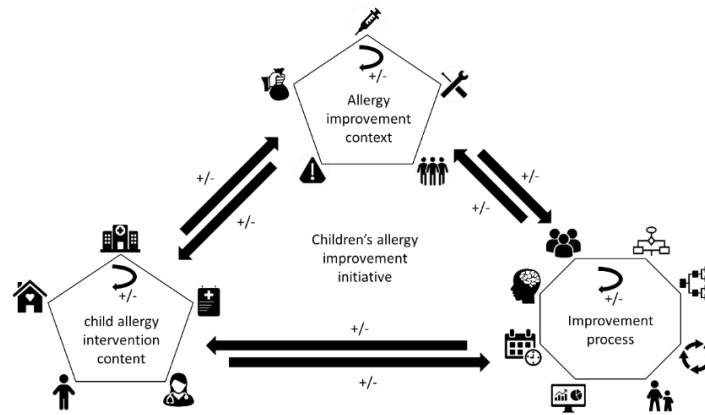 +/-
Allergy
improvement
context
+/-
+/-
+/-
+/-
Children's allergy
improvement
initiative
+/-
child allergy
intervention
content
+/-
+/-
+/-
Improvement
process